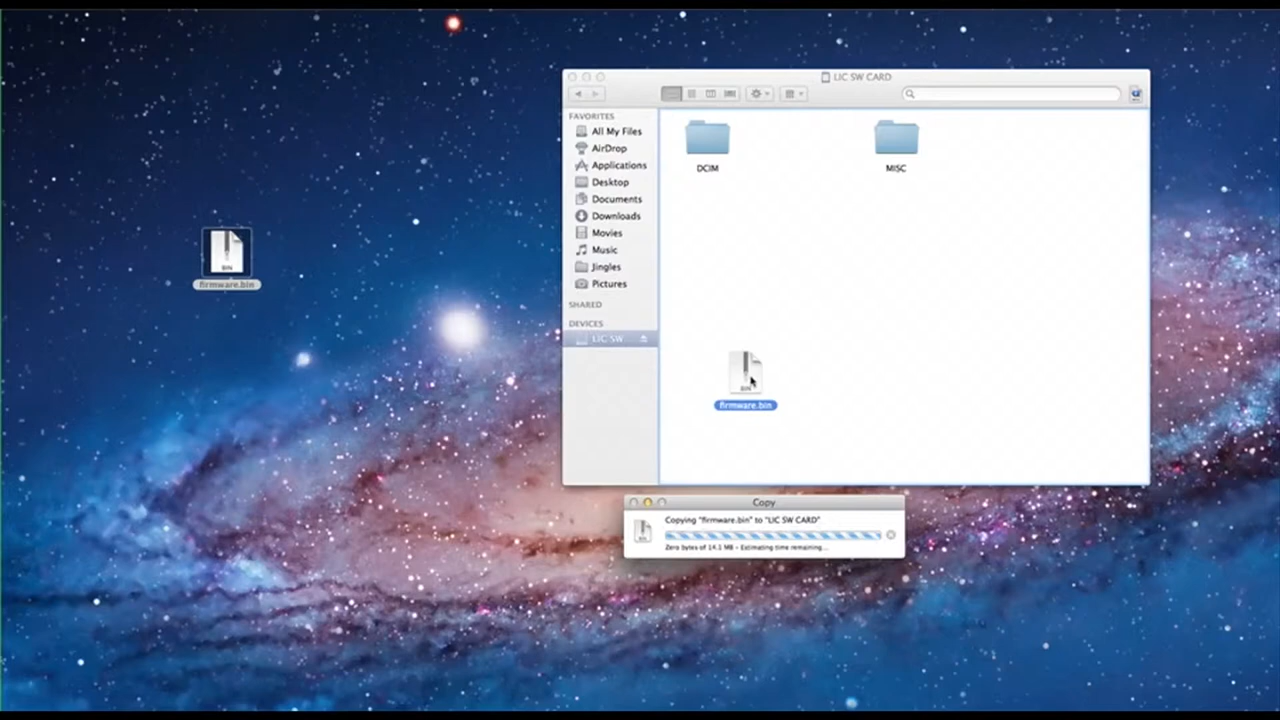 LIC SW CARD
FAVORITES
All My Files
AirDrop
Applications
Desktop
Documents
Downloads
Movies
Music
Jingles
Pictures
SHARED
DEVICES
LIC SW
DCIM
MISC
BIN
firmware.bin
BIN
firmware.bin
Copy
Copying "firmware.bin" to "LIC SW CARD"
Zero bytes of 14.1 MB – Estimating time remaining...